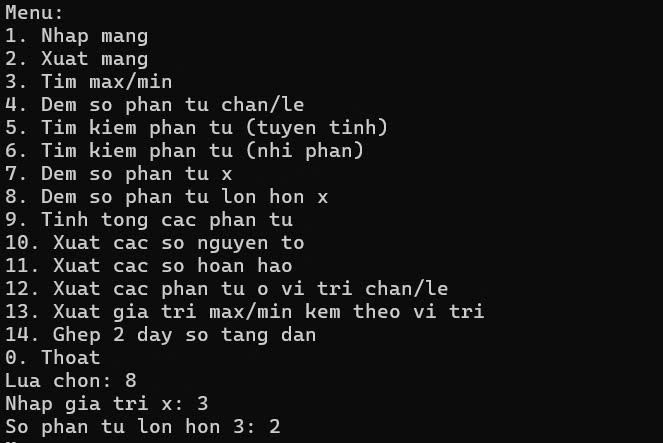 Menu:
1. Nhap mang
2. Xuat mang
3. Tim max/min
4. Dem so phan tu chan/le
5. Tim kiem phan tu (tuyen tinh)
6. Tim kiem phan tu (nhi phan)
7. Dem so phan tu x
8. Dem so phan tu lon hon x
9. Tinh tong cac phan tu
10. Xuat cac so nguyen to
11. Xuat cac so hoan hao
12. Xuat cac phan tu o vi tri chan/le
13. Xuat gia tri max/min kem theo vi tri
14. Ghep 2 day so tang dan
0. Thoat
Lua chon: 8
Nhap gia tri x: 3
So phan tu lon hon 3: 2